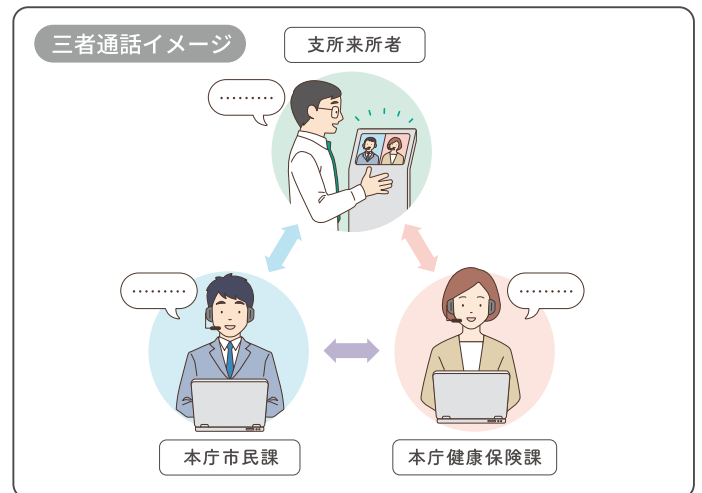 三者通話イメージ
支所来所者
………
………
………
本庁市民課
本庁健康保険課